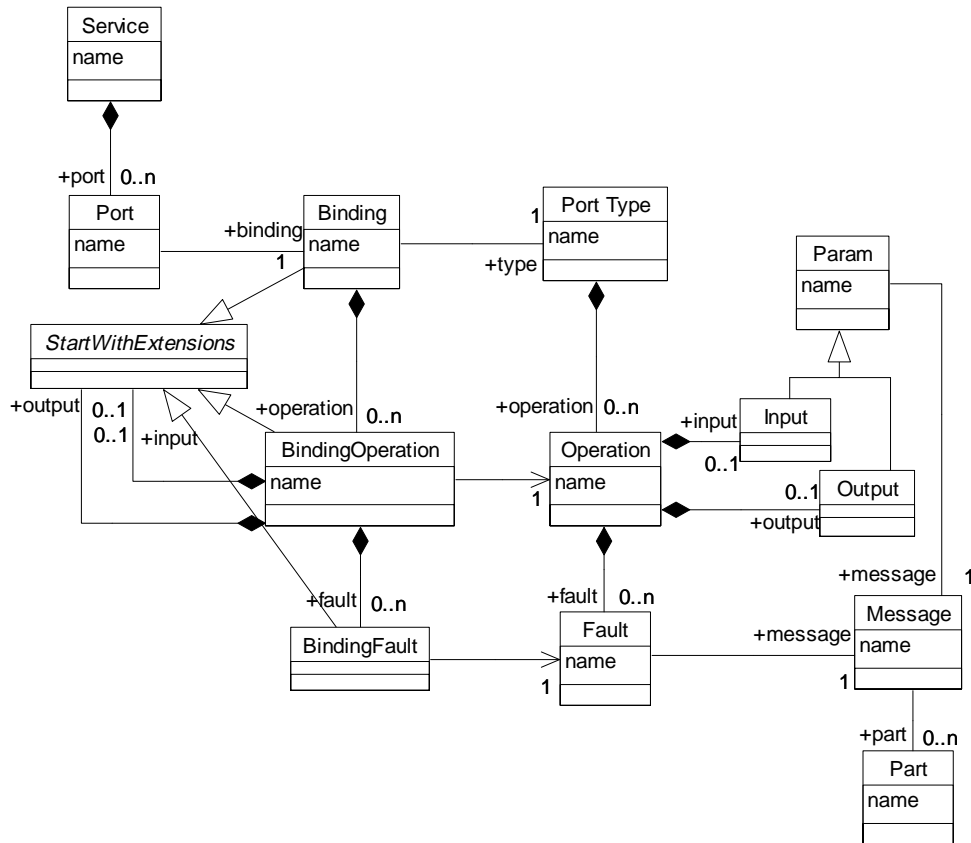 Service
name
+port
0..n
Port
name
+binding
1
Binding
name
1
+type
Port Type
name
Param
name
StartWithExtensions
+output
0..1
0..1
+input
+operation
0..n
+operation
0..n
+input
0..1
Input
BindingOperation
name
1
Operation
name
0..1
+output
Output
+fault
0..n
+fault
0..n
+message
1
BindingFault
1
Fault
name
+message
1
Message
name
+part
0..n
Part
name